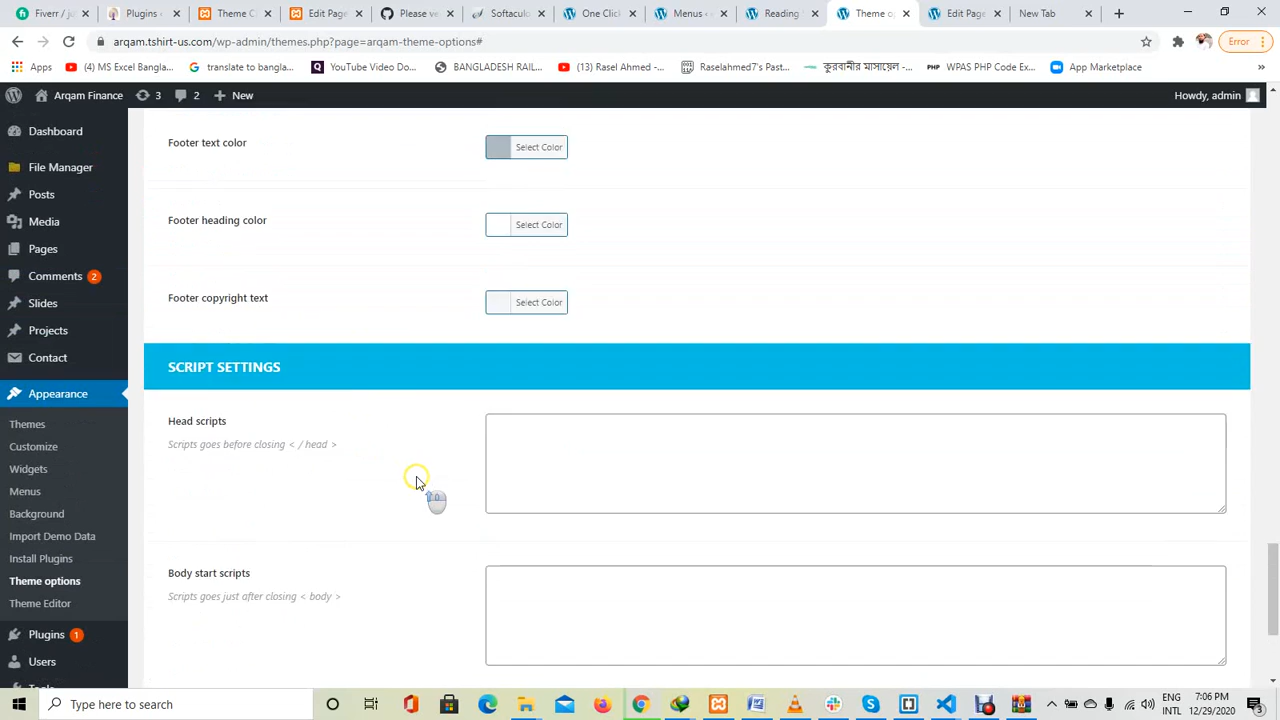 Fiverr / ju
Plugins ‹
Theme Cl
Edit Page
Please ve
Softacul
One Click
Menus ‹
Reading
Theme o
Edit Page
New Tab
arqam.tshirt-us.com/wp-admin/themes.php?page=arqam-theme-options#
Error
Apps
(4) MS Excel Bangl...
translate to bangla...
YouTube Video Do...
BANGLADESH RAIL...
(13) Rasel Ahmed -...
Raselahmed7's Past...
কুরবানীর মাসায়েল -...
PHP
WPAS PHP Code Ex...
App Marketplace
»
Arqam Finance
3
2
New
Howdy, admin
Dashboard
File Manager
Posts
Media
Pages
Comments 2
Slides
Projects
Contact
Appearance
Themes
Customize
Widgets
Menus
Background
Import Demo Data
Install Plugins
Theme options
Theme Editor
Plugins 1
Users
Tools
Footer text color
Select Color
Footer heading color
Select Color
Footer copyright text
Select Color
SCRIPT SETTINGS
Head scripts
Scripts goes before closing < / head >
Body start scripts
Scripts goes just after closing < body >
Type here to search
ENG
INTL
7:06 PM
12/29/2020
3